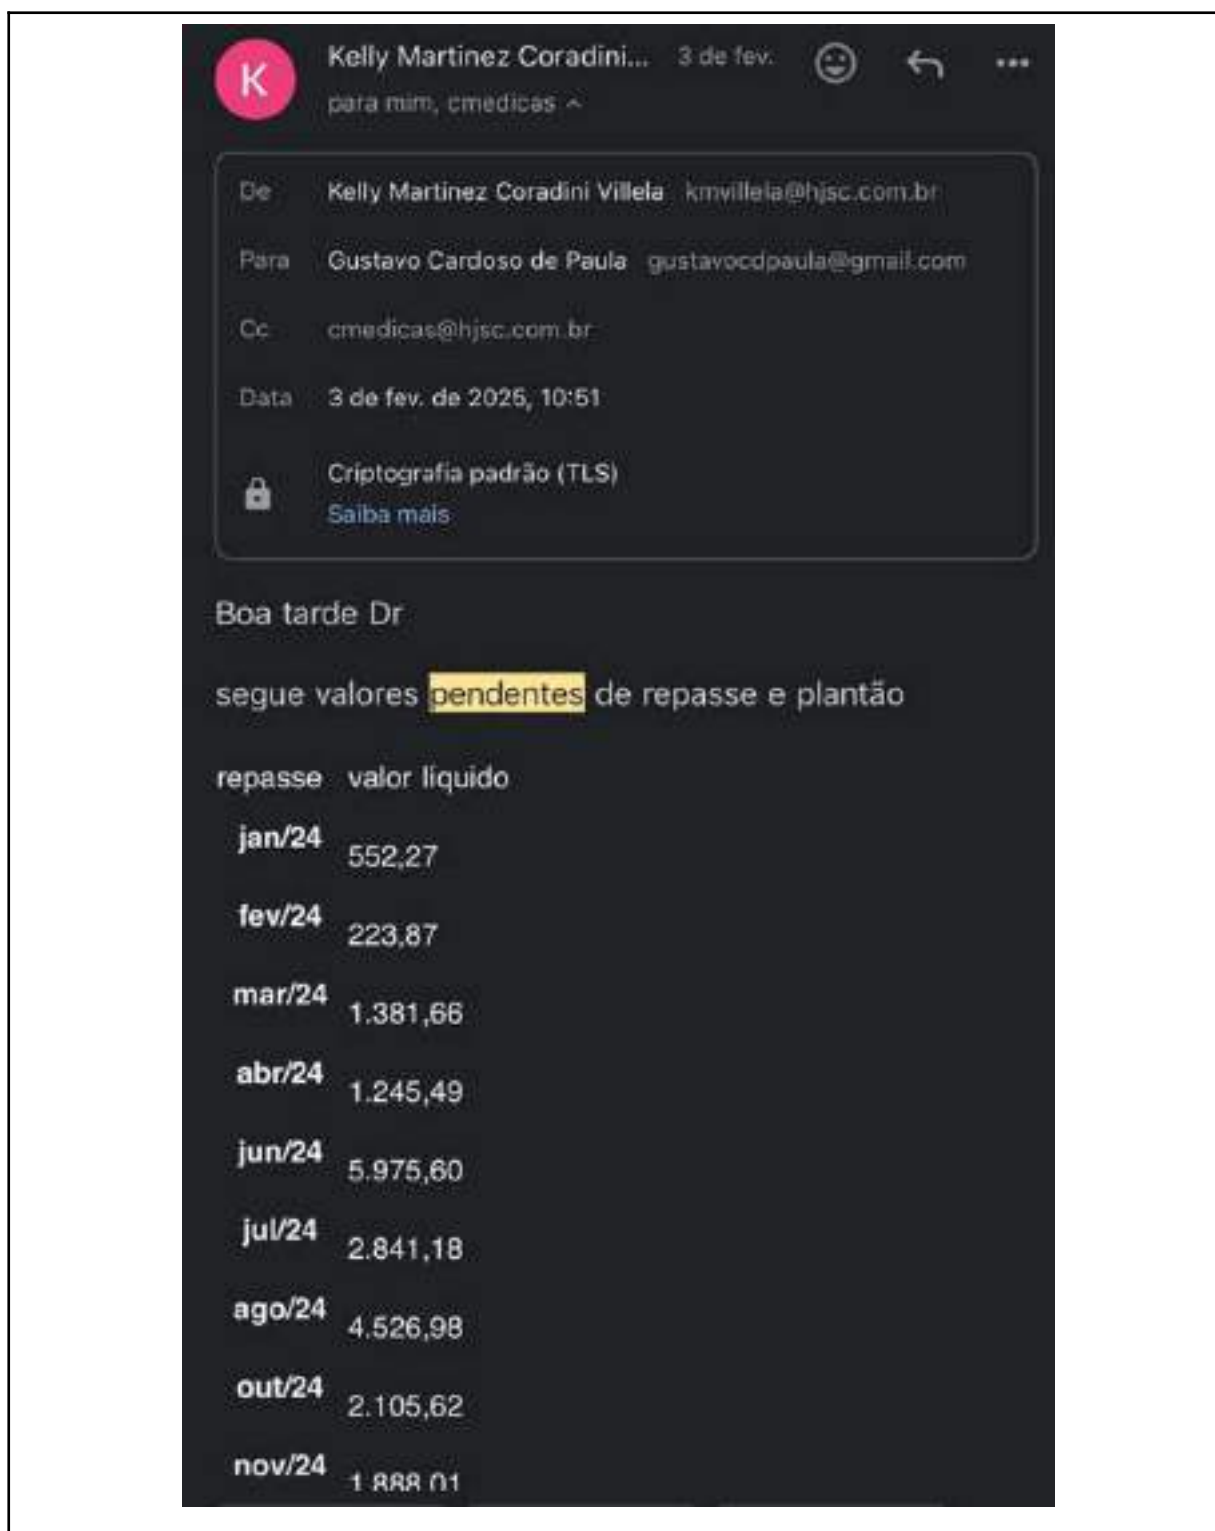 K
Kelly Martinez Coradini... 3 de fev.
para mim, cmedicas
De Kelly Martinez Coradini Villela kmvillela@hjsc.com.br
Para Gustavo Cardoso de Paula gustavocdpaula@gmail.com
Cc cmedicas@hjsc.com.br
Data 3 de fev. de 2025, 10:51
Criptografia padrão (TLS)
Saiba mais
Boa tarde Dr
segue valores pendentes de repasse e plantão
repasse valor líquido
jan/24 552,27
fev/24 223,87
mar/24 1.381,66
abr/24 1.245,49
jun/24 5.975,60
jul/24 2.841,18
ago/24 4.526,98
out/24 2.105,62
nov/24 1.888,01